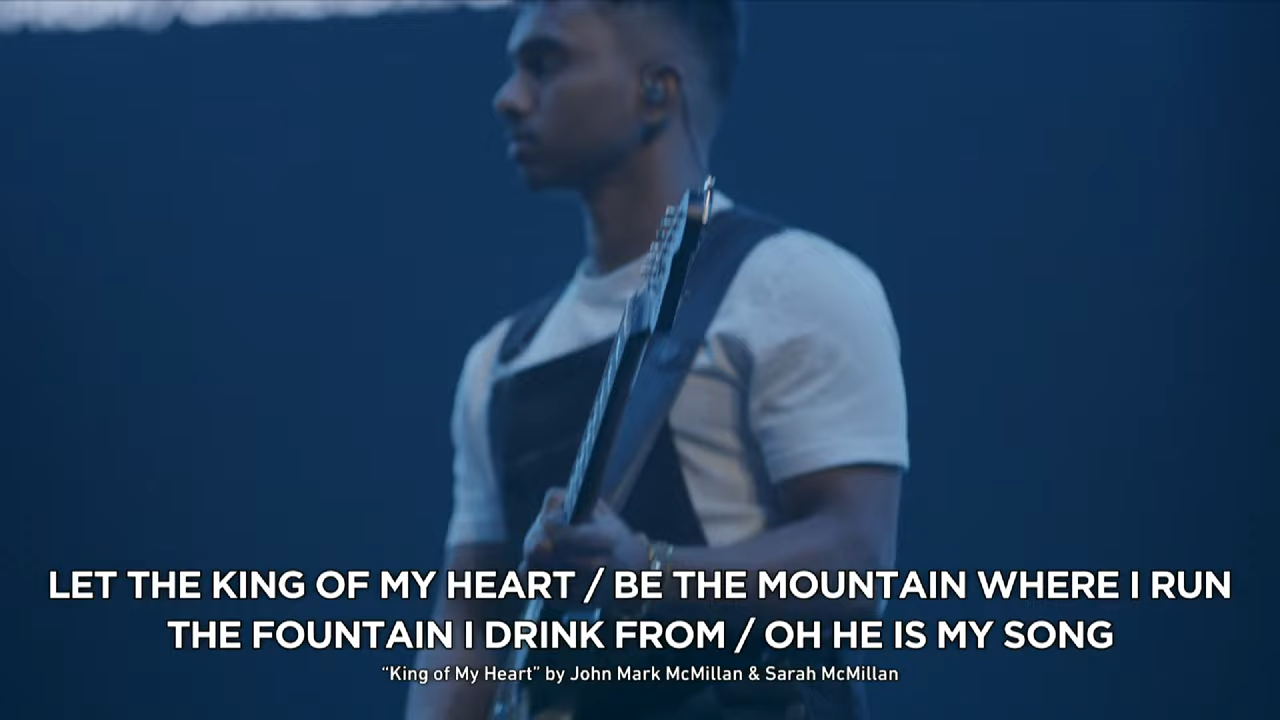 LET THE KING OF MY HEART / BE THE MOUNTAIN WHERE I RUN
THE FOUNTAIN I DRINK FROM / OH HE IS MY SONG
“King of My Heart” by John Mark McMillan & Sarah McMillan